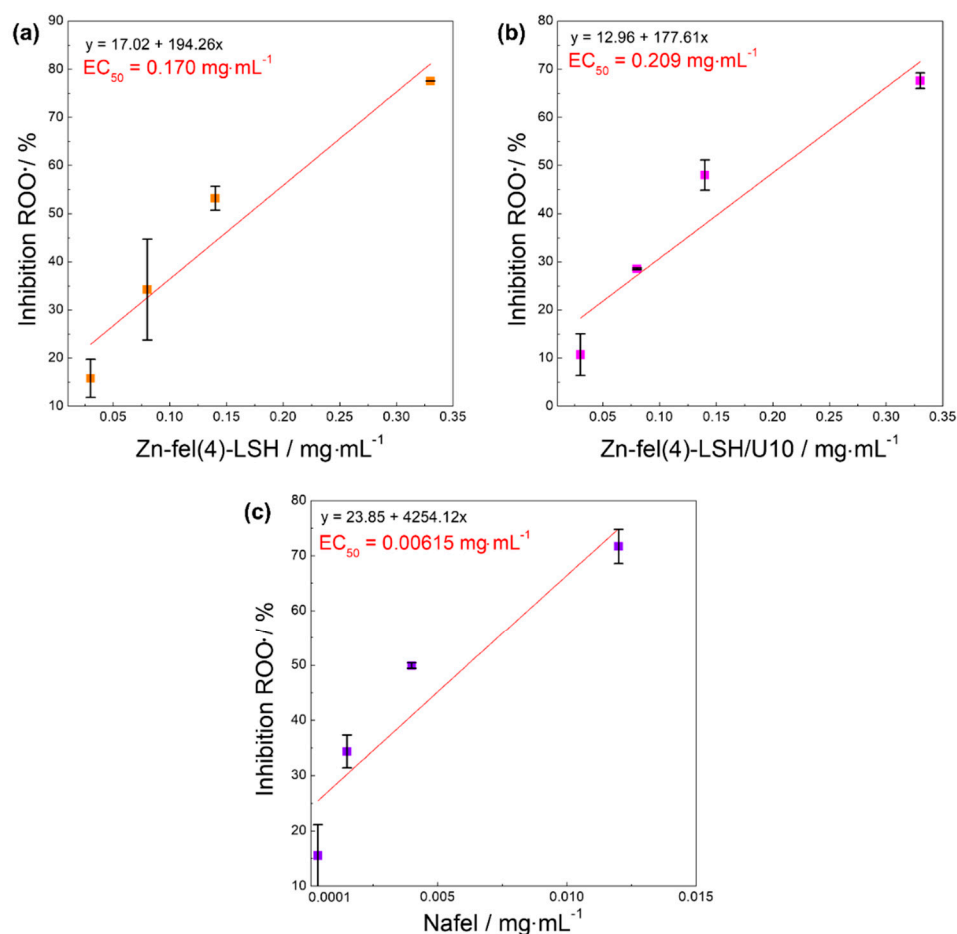 (a)
y = 17.02 + 194.26x
EC50 = 0.170 mg·mL-1
90
80
70
60
50
40
30
20
10
Inhibition ROO·/ %
0.05 0.10 0.15 0.20 0.25 0.30 0.35
Zn-fel(4)-LSH / mg·mL-1
(b)
y = 12.96 + 177.61x
EC50 = 0.209 mg·mL-1
80
70
60
50
40
30
20
10
0
Inhibition ROO·/ %
0.05 0.10 0.15 0.20 0.25 0.30 0.35
Zn-fel(4)-LSH/U10 / mg·mL-1
(c)
y = 23.85 + 4254.12x
EC50 = 0.00615 mg·mL-1
80
70
60
50
40
30
20
10
Inhibition ROO·/ %
0.0001 0.005 0.010 0.015
Nafel / mg·mL-1